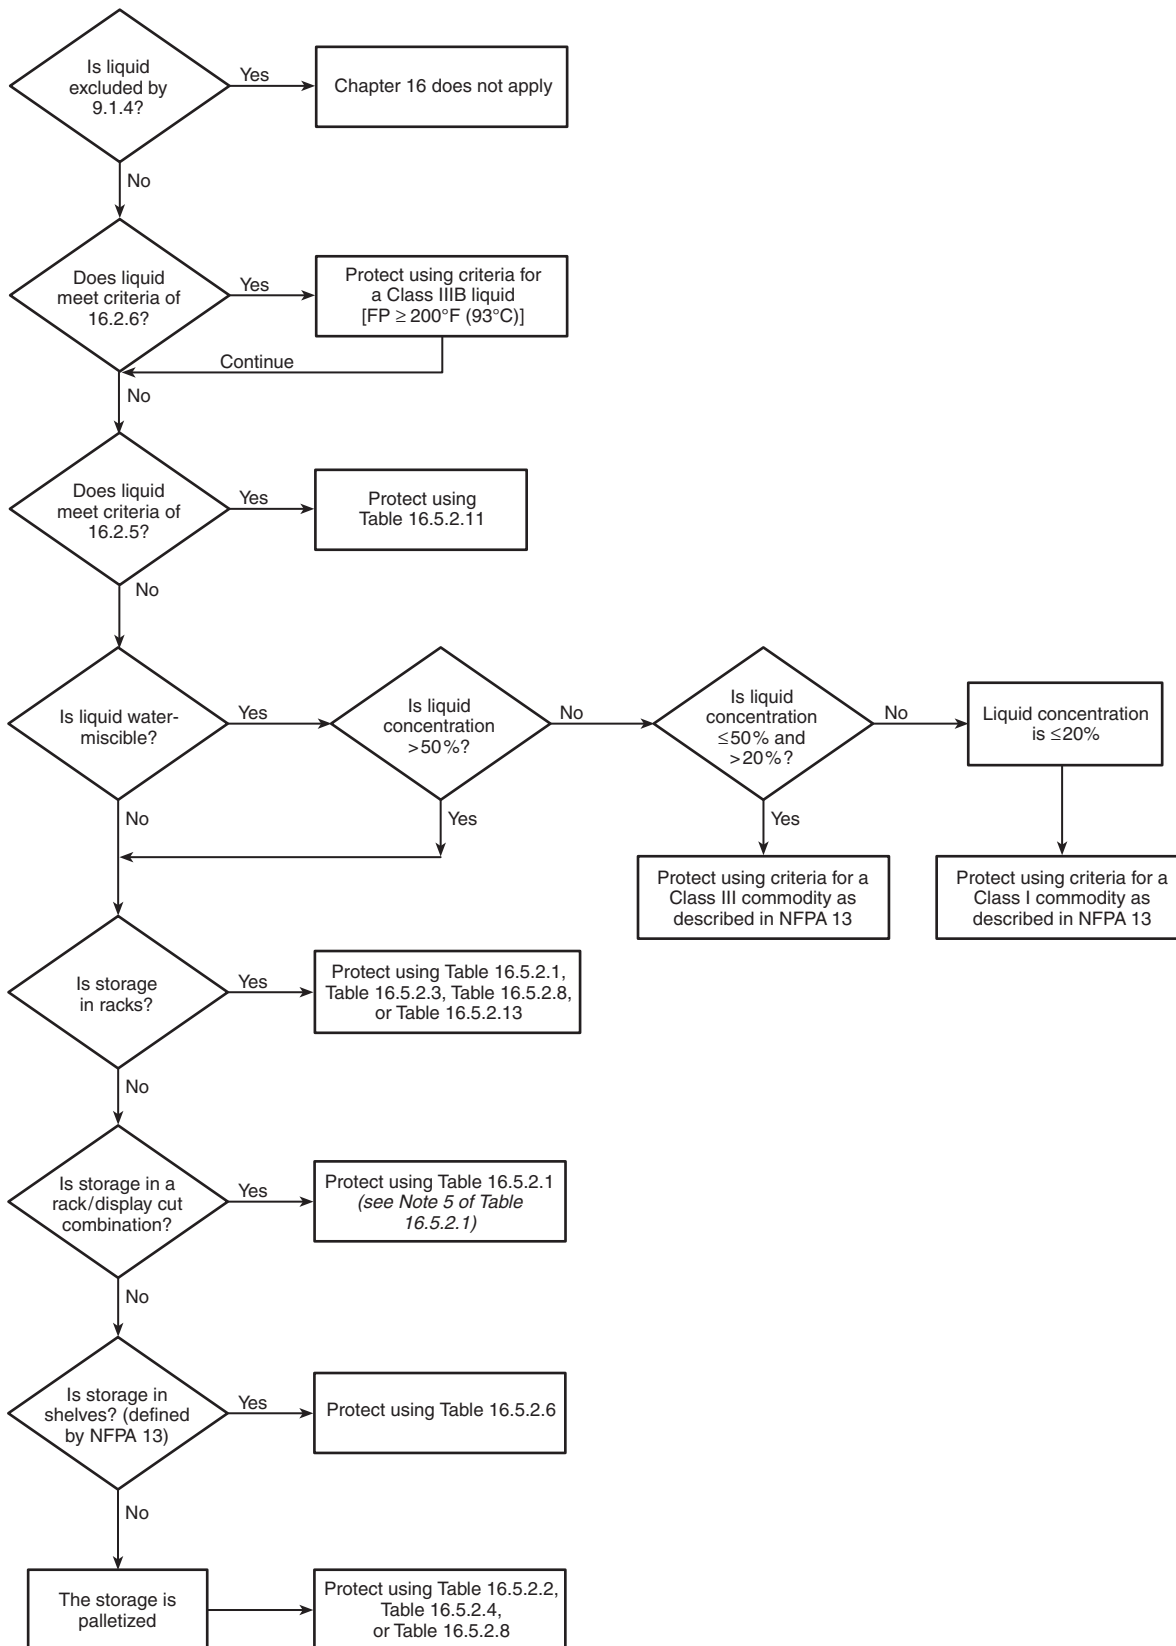 Is liquid
excluded by
9.1.4?
Yes
Chapter 16 does not apply
No
Does liquid
meet criteria of
16.2.6?
Yes
Protect using criteria for
a Class IIIB liquid
[FP ≥ 200°F (93°C)]
Continue
No
Does liquid
meet criteria of
16.2.5?
Yes
Protect using
Table 16.5.2.11
No
Is liquid water-
miscible?
Yes
Is liquid
concentration
>50%?
No
Is liquid
concentration
≤50% and
>20%?
No
Liquid concentration
is ≤20%
No
Yes
Yes
Protect using criteria for a
Class III commodity as
described in NFPA 13
Protect using criteria for a
Class I commodity as
described in NFPA 13
Is storage
in racks?
Yes
Protect using Table 16.5.2.1,
Table 16.5.2.3, Table 16.5.2.8,
or Table 16.5.2.13
No
Is storage in a
rack/display cut
combination?
Yes
Protect using Table 16.5.2.1
(see Note 5 of Table
16.5.2.1)
No
Is storage in
shelves? (defined
by NFPA 13)
Yes
Protect using Table 16.5.2.6
No
The storage is
palletized
Protect using Table 16.5.2.2,
Table 16.5.2.4,
or Table 16.5.2.8